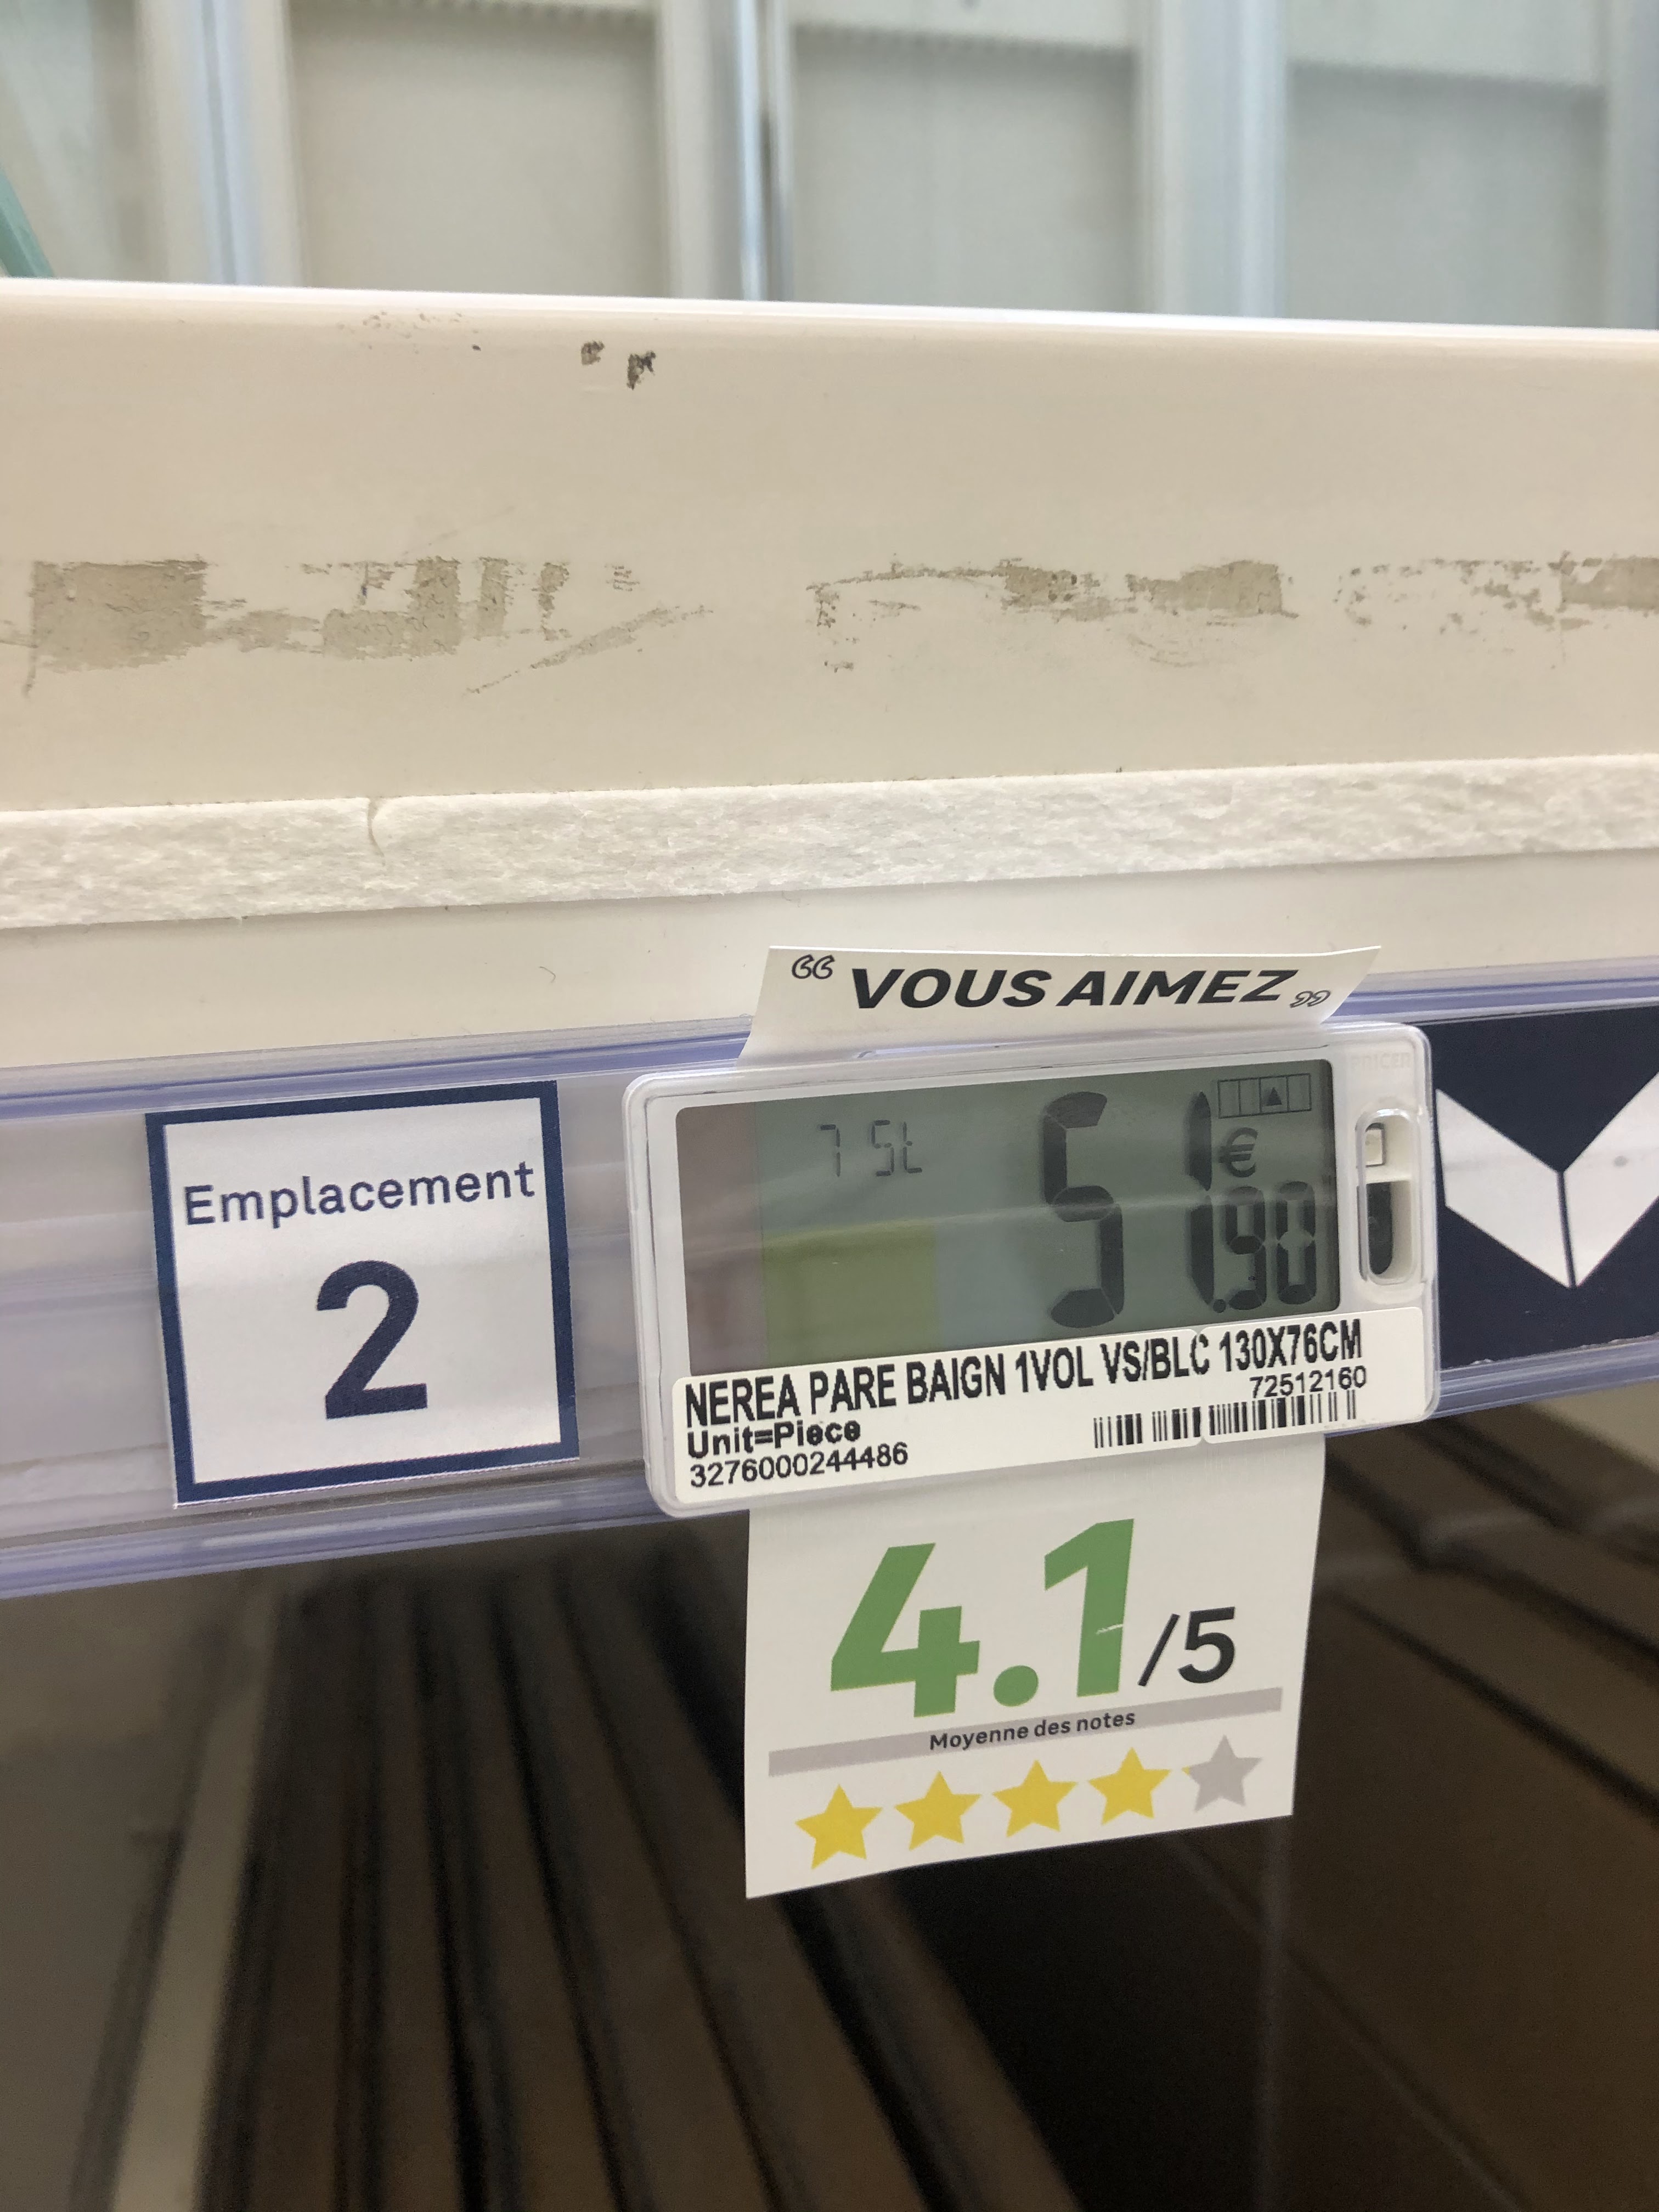 “ VOUS AIMEZ ”
PRICER
Emplacement
2
7 St
51€.90
NEREA PARE BAIGN 1VOL VS/BLC 130X76CM
72512160
Unit=Piece
3276000244486
4.1/5
Moyenne des notes